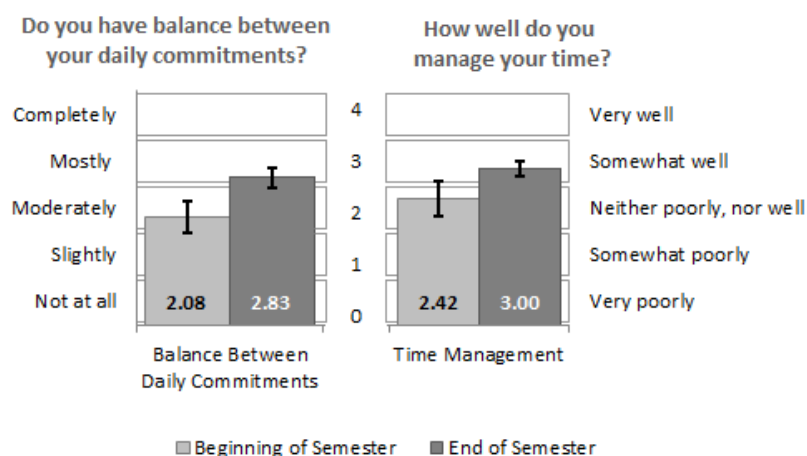 Do you have balance between
your daily commitments?
How well do you
manage your time?
Completely
Mostly
Moderately
Slightly
Not at all
4
3
2
1
0
Very well
Somewhat well
Neither poorly, nor well
Somewhat poorly
Very poorly
2.08
2.83
2.42
3.00
Balance Between
Daily Commitments
Time Management
Beginning of Semester
End of Semester